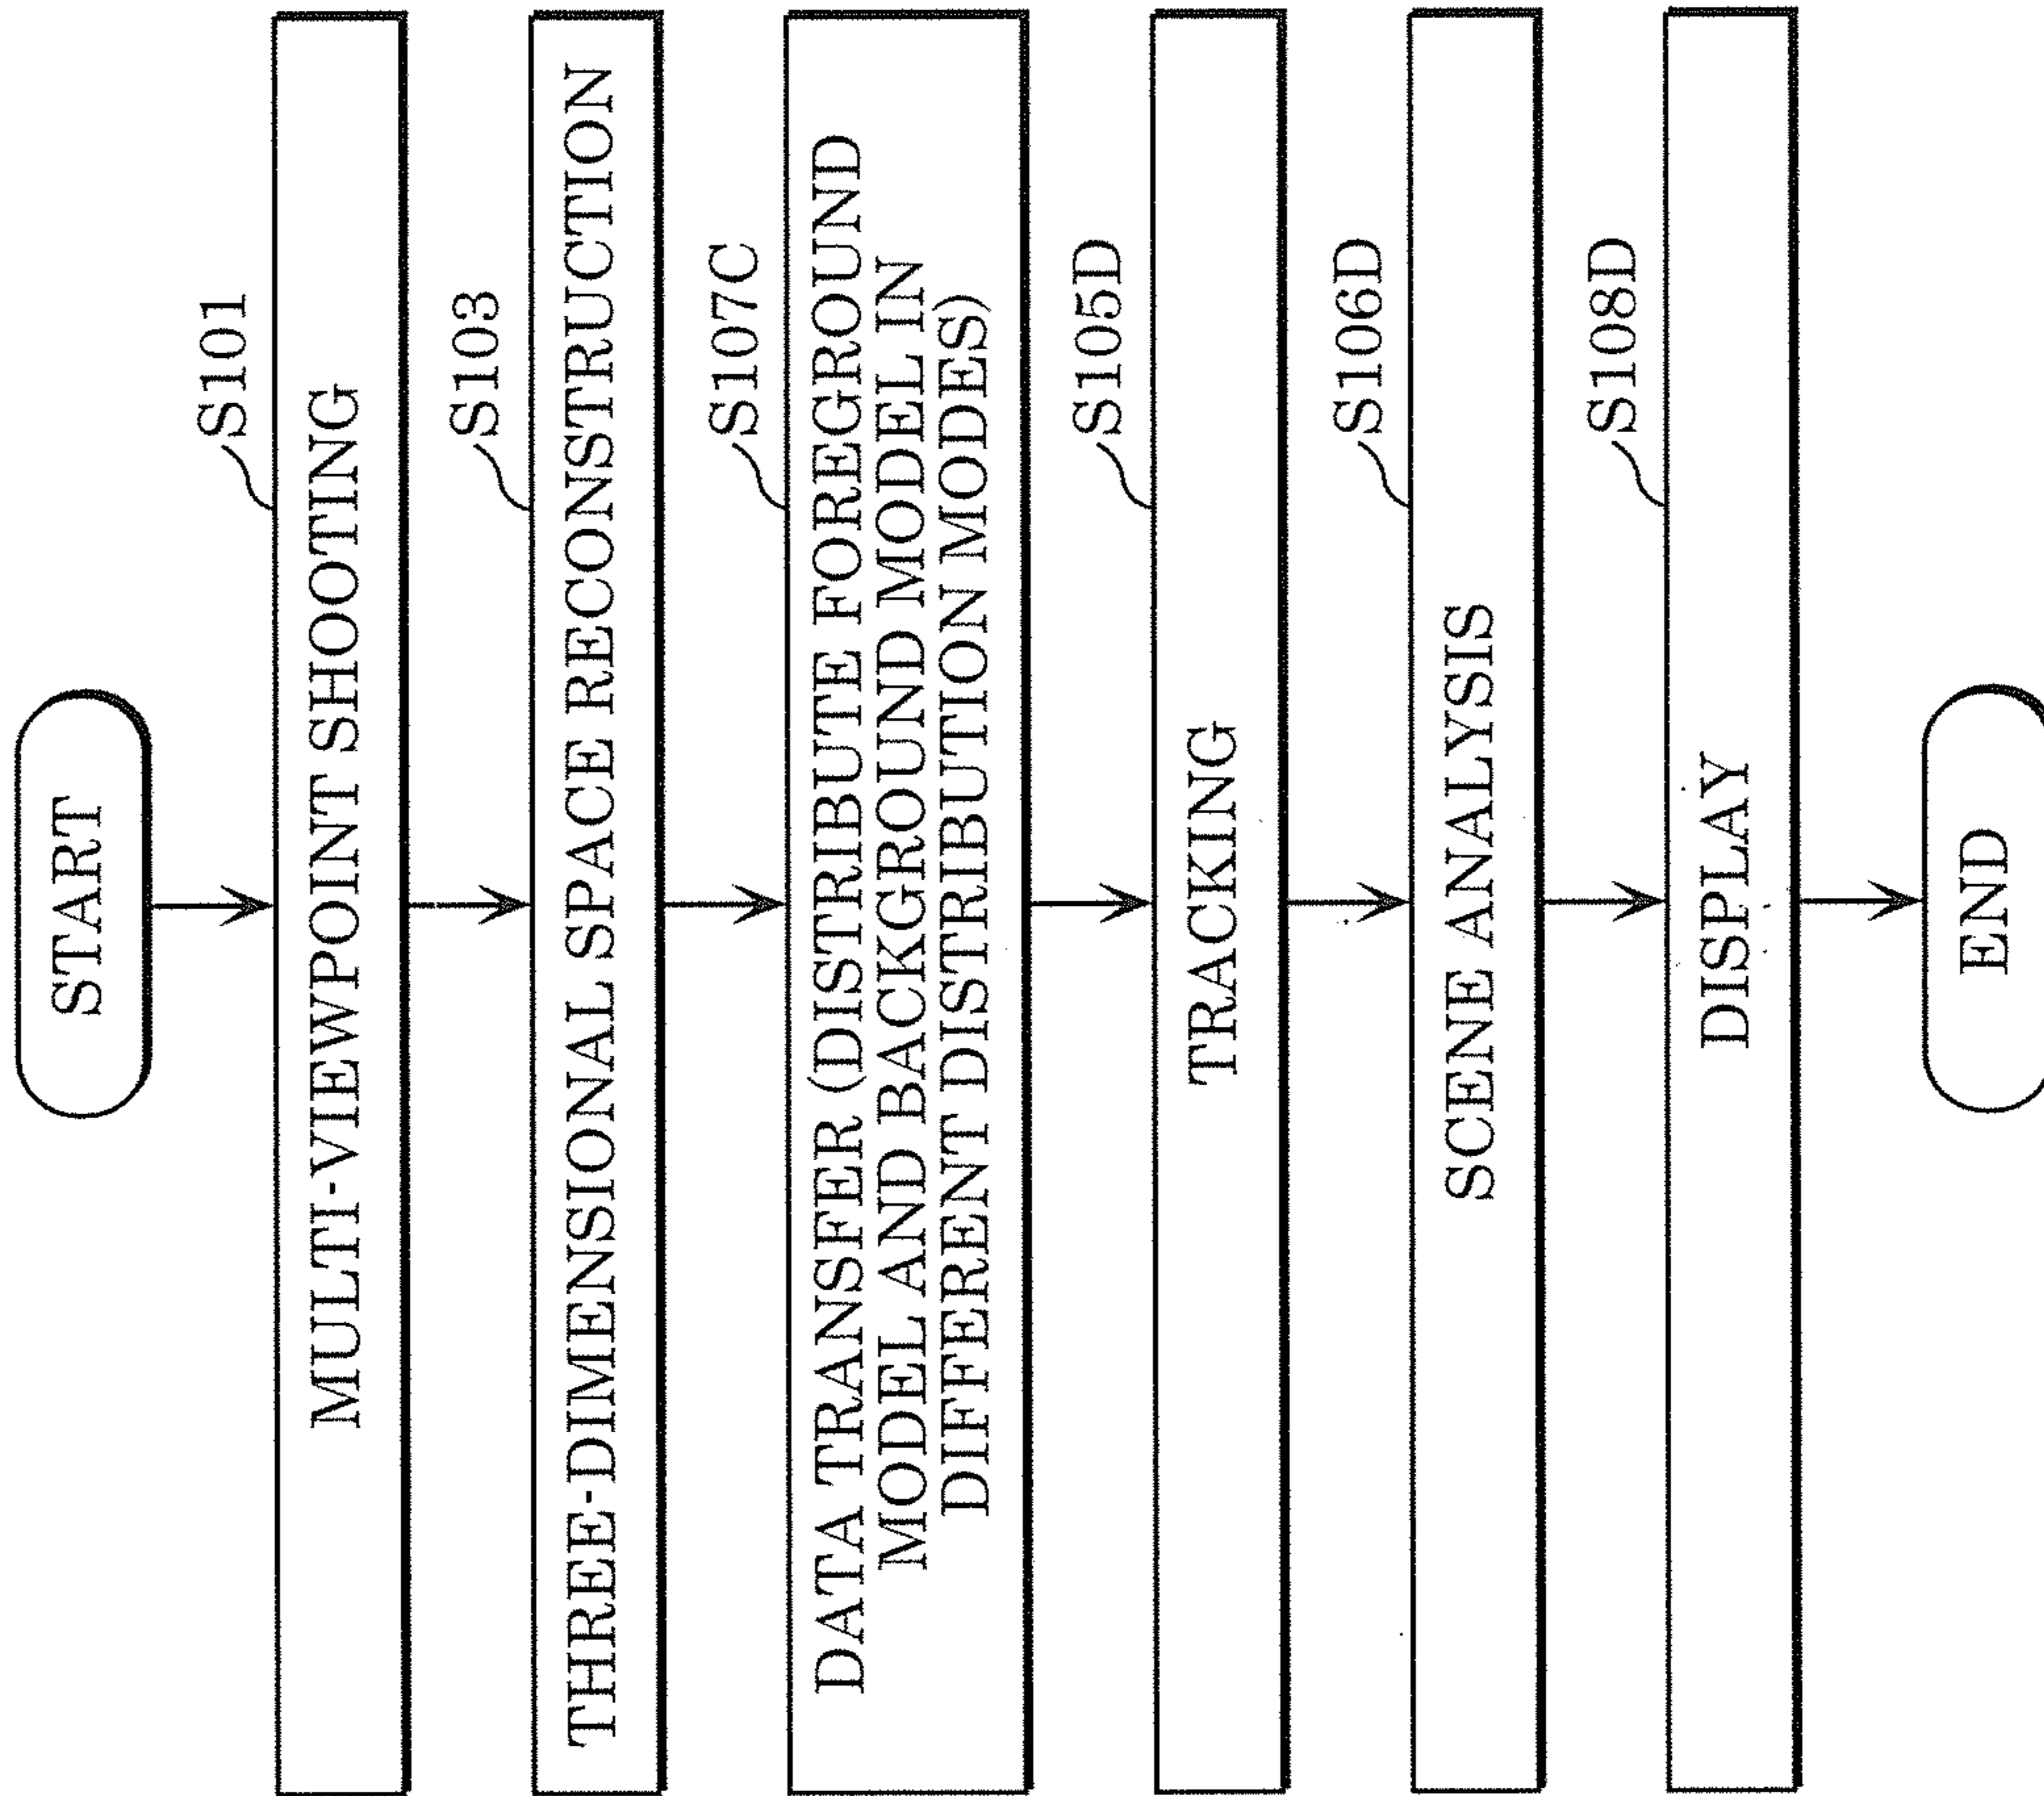 START
S101
MULTI-VIEWPOINT SHOOTING
S103
THREE-DIMENSIONAL SPACE RECONSTRUCTION
S107C
DATA TRANSFER (DISTRIBUTE FOREGROUND
MODEL AND BACKGROUND MODEL IN
DIFFERENT DISTRIBUTION MODES)
S105D
TRACKING
S106D
SCENE ANALYSIS
S108D
DISPLAY
END